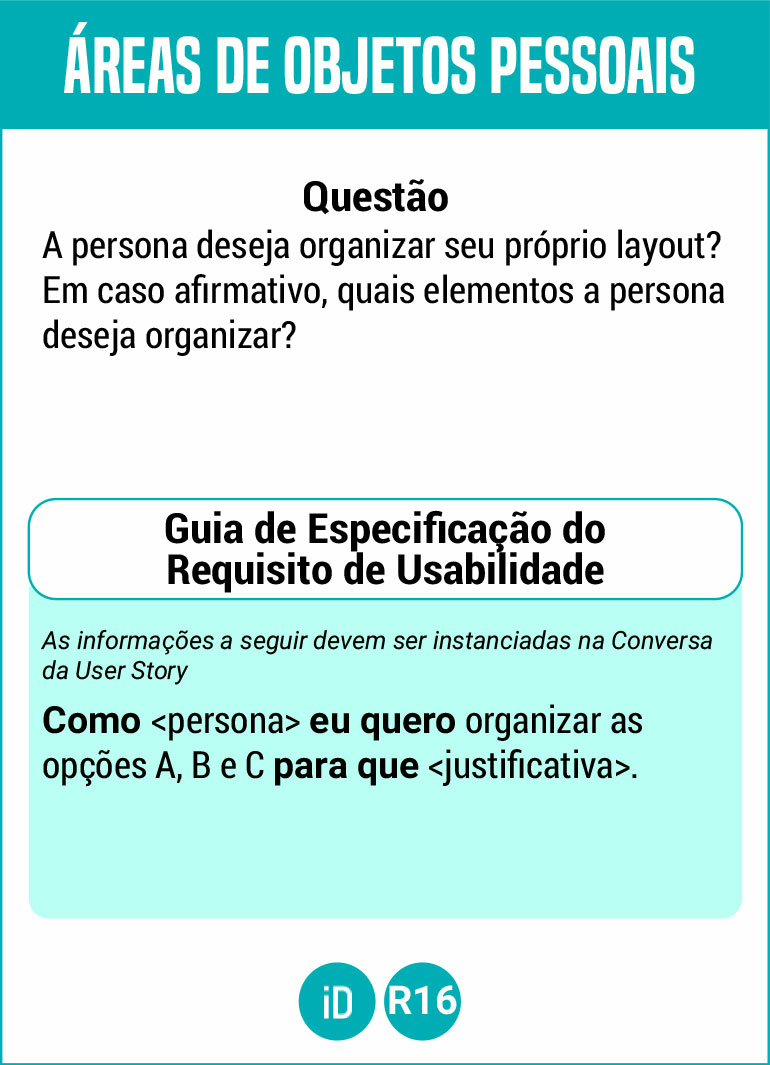 ÁREAS DE OBJETOS PESSOAIS
Questão
A persona deseja organizar seu próprio layout?
Em caso afirmativo, quais elementos a persona
deseja organizar?
Guia de Especificação do
Requisito de Usabilidade
As informações a seguir devem ser instanciadas na Conversa
da User Story
Como <persona> eu quero organizar as
opções A, B e C para que <justificativa>.
iD R16